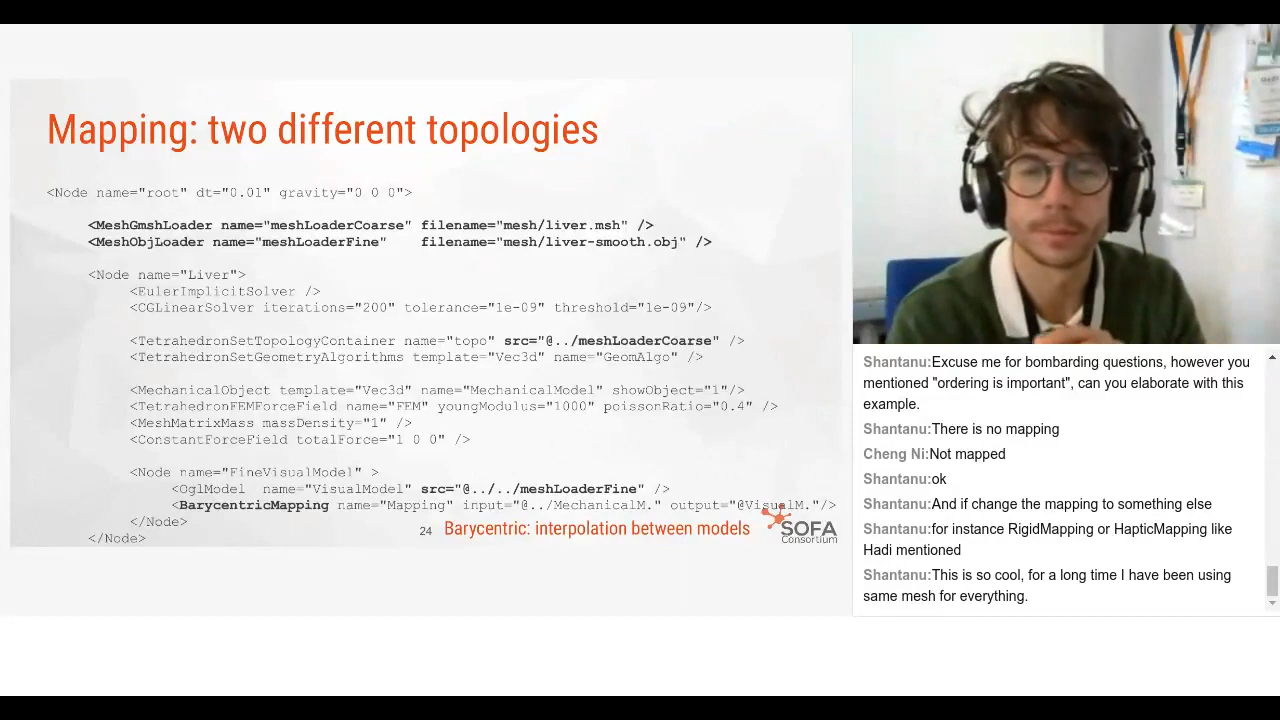 Mapping: two different topologies
<Node name="root" dt="0.01" gravity="0 0 0">
<MeshGmshLoader name="meshLoaderCoarse" filename="mesh/liver.msh" />
<MeshObjLoader name="meshLoaderFine" filename="mesh/liver-smooth.obj" />
<Node name="Liver">
<EulerImplicitSolver />
<CGLinearSolver iterations="200" tolerance="1e-09" threshold="1e-09"/>
<TetrahedronSetTopologyContainer name="topo" src="@../meshLoaderCoarse" />
<TetrahedronSetGeometryAlgorithms template="Vec3d" name="GeomAlgo" />
<MechanicalObject template="Vec3d" name="MechanicalModel" showObject="1"/>
<TetrahedronFEMForceField name="FEM" youngModulus="1000" poissonRatio="0.4" />
<MeshMatrixMass massDensity="1" />
<ConstantForceField totalForce="1 0 0" />
<Node name="FineVisualModel" >
<OglModel name="VisualModel" src="@../../meshLoaderFine" />
<BarycentricMapping name="Mapping" input="@../MechanicalM." output="@VisualM."/>
</Node>
</Node>
24 Barycentric: interpolation between models
SOFA
Consortium
Shantanu:Excuse me for bombarding questions, however you
mentioned "ordering is important", can you elaborate with this
example.
Shantanu:There is no mapping
Cheng Ni:Not mapped
Shantanu:ok
Shantanu:And if change the mapping to something else
Shantanu:for instance RigidMapping or HapticMapping like
Hadi mentioned
Shantanu:This is so cool, for a long time I have been using
same mesh for everything.